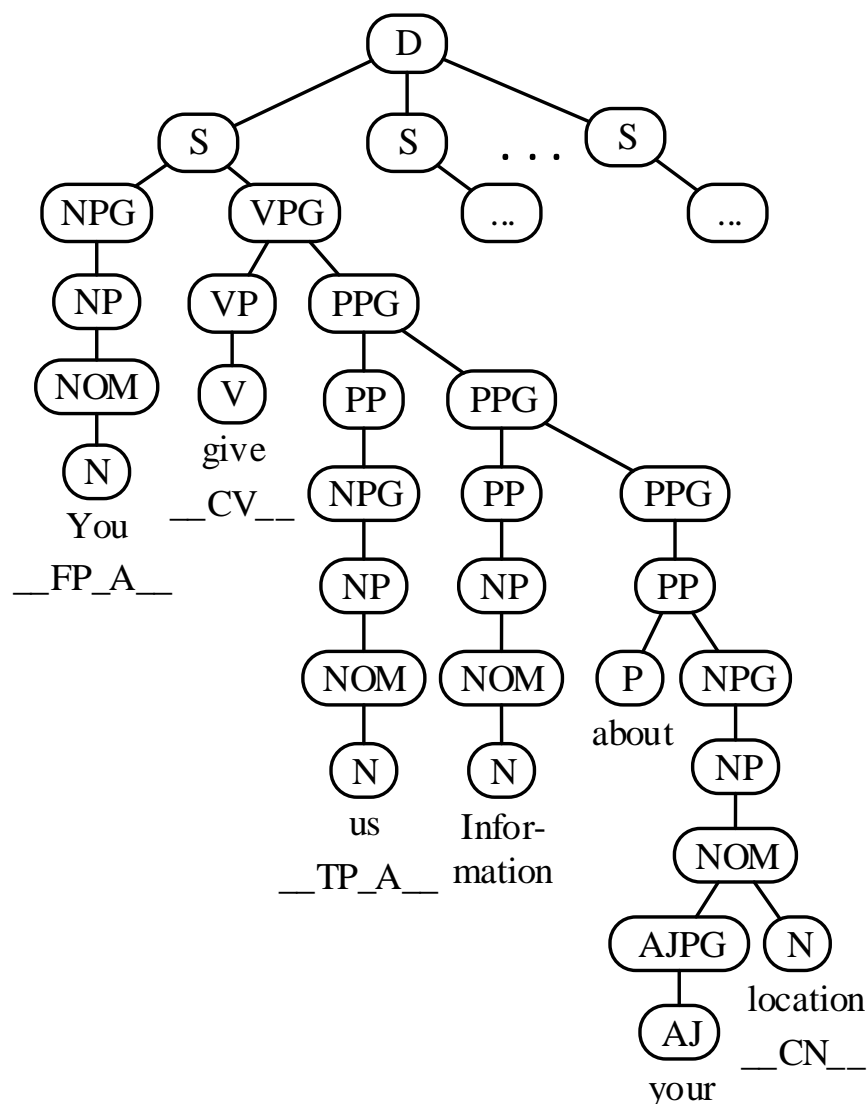 D
S
S
. . .
S
NPG
VPG
...
...
NP
VP
PPG
NOM
V
PP
PPG
give
N
NPG
PP
PPG
__CV__
You
__FP_A__
NP
NP
PP
NOM
NOM
P
NPG
about
N
N
NP
us
Infor-
mation
__TP_A__
NOM
AJPG
N
location
AJ
__CN__
your